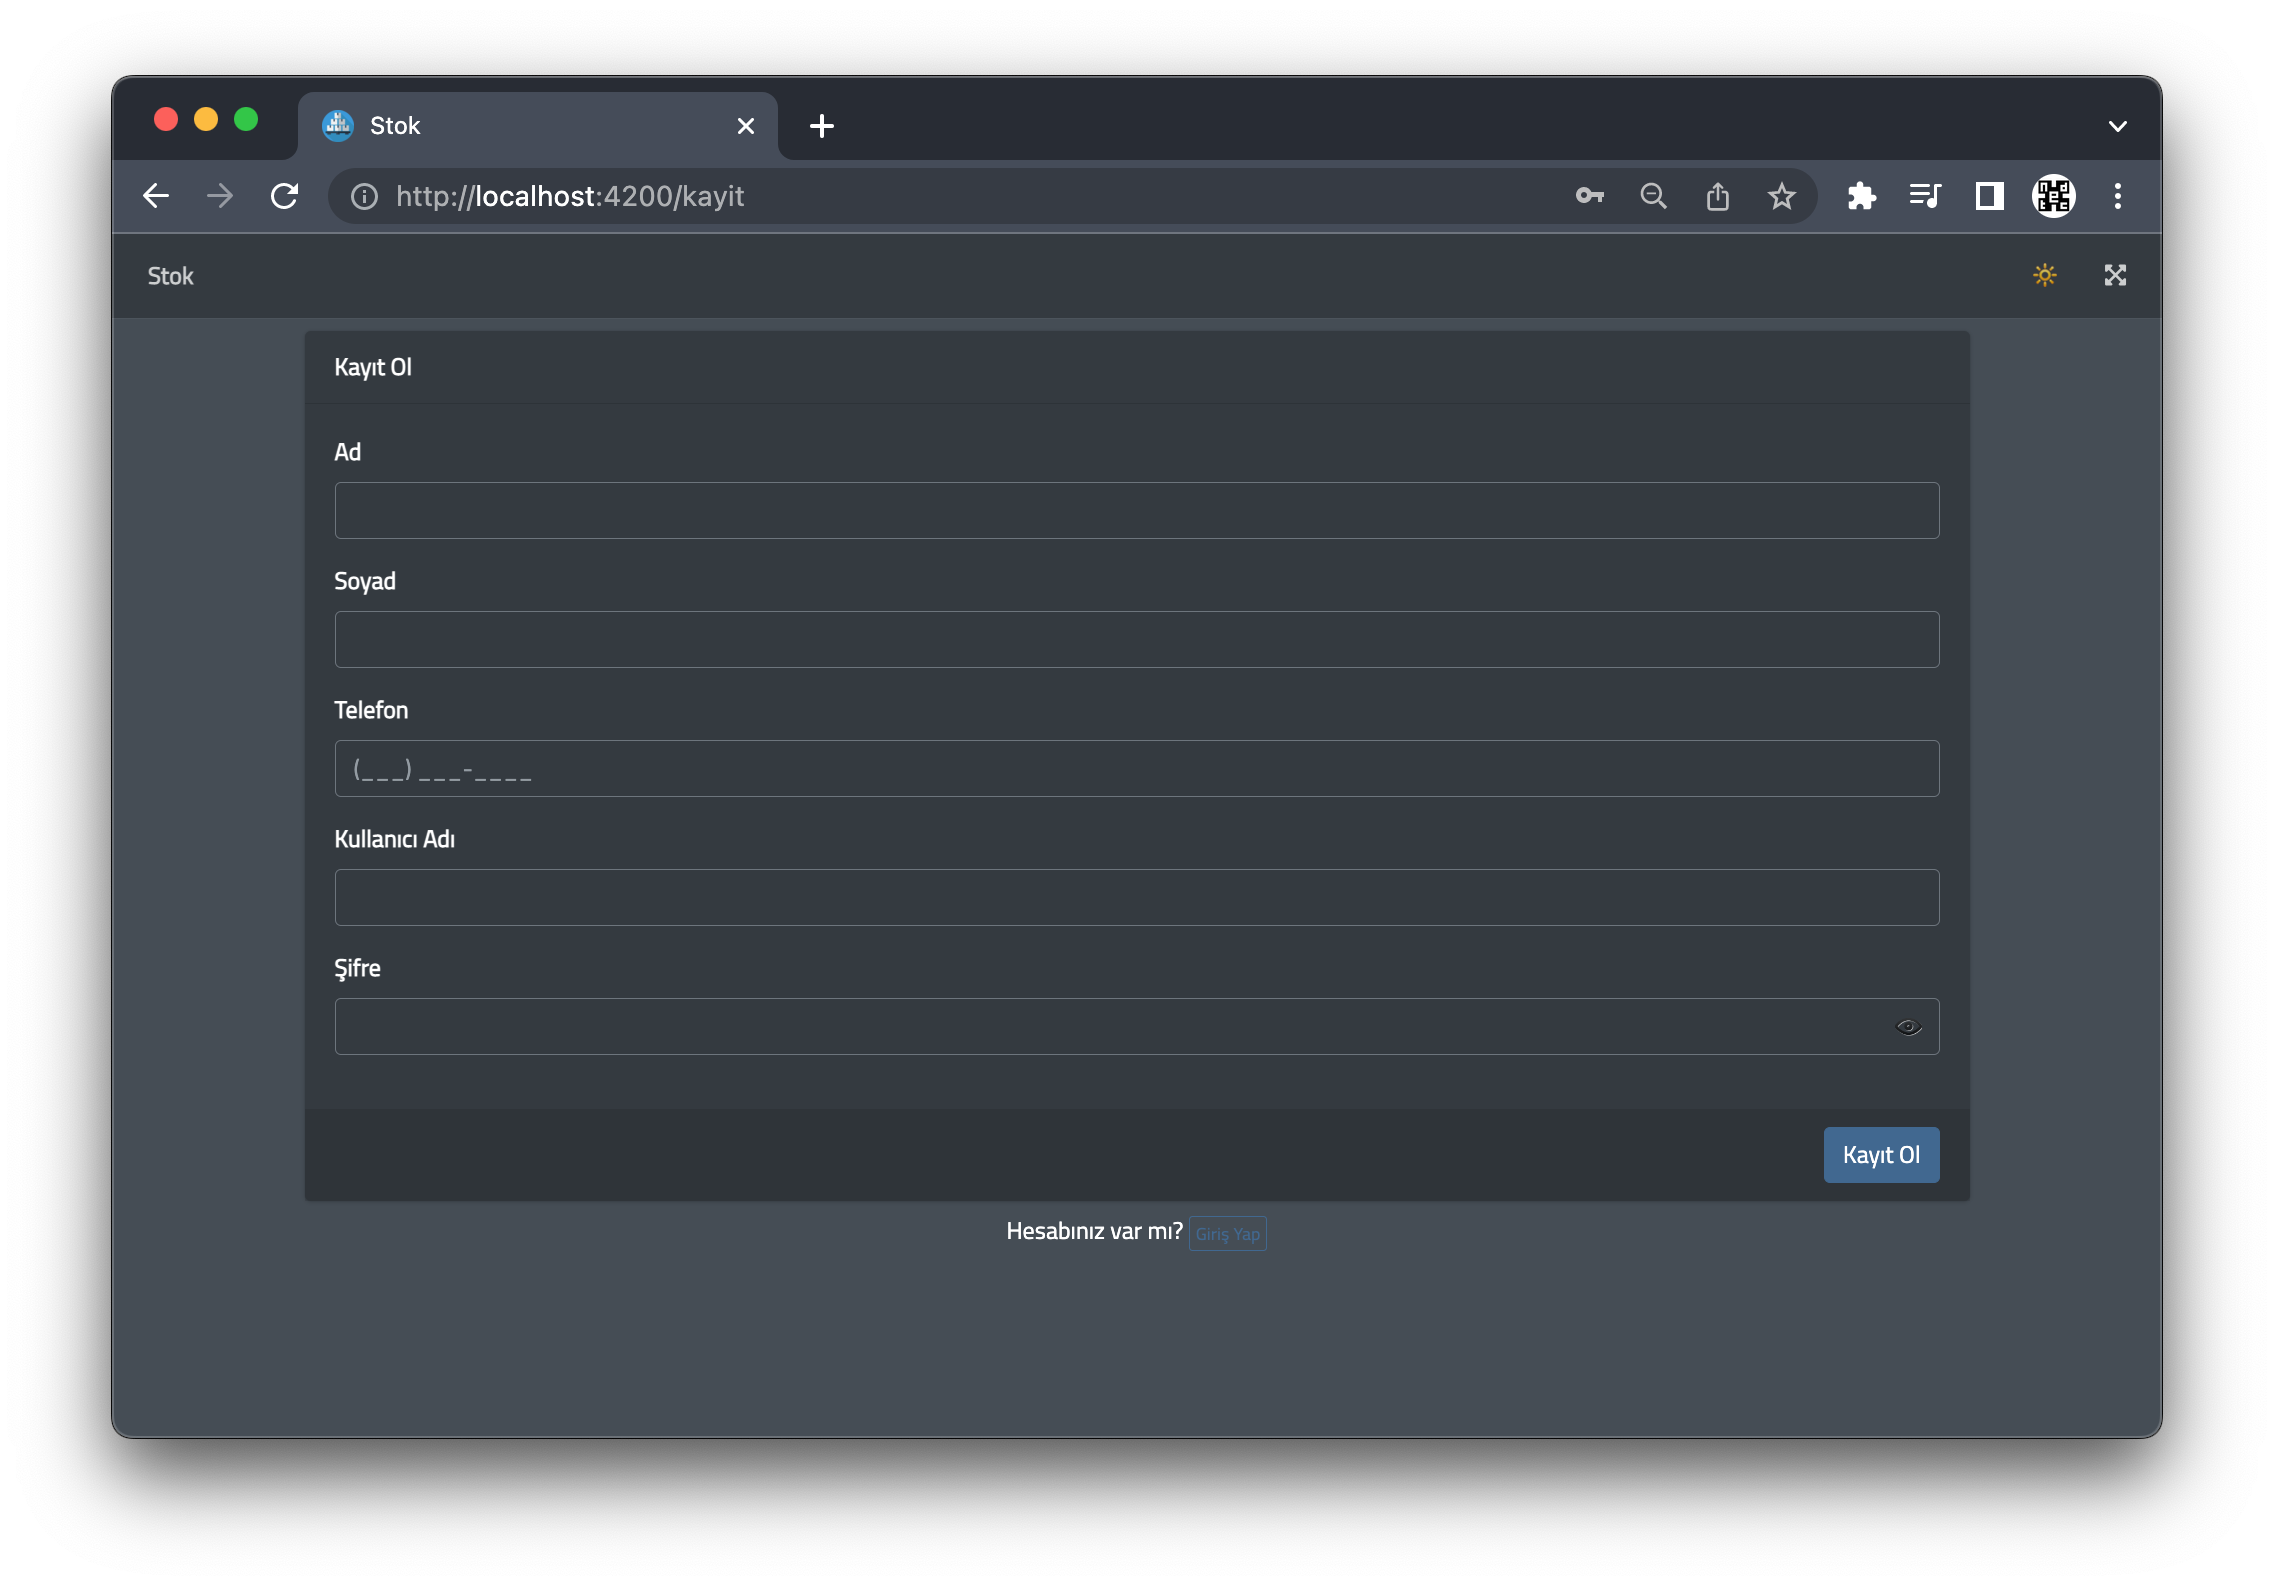 Stok
http://localhost:4200/kayit
Stok
Kayıt Ol
Ad
Soyad
Telefon
(___) ___-____
Kullanıcı Adı
Şifre
Kayıt Ol
Hesabınız var mı? Giriş Yap